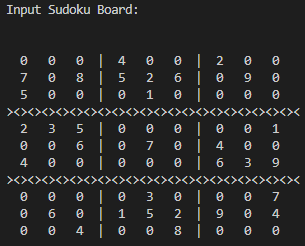 Input Sudoku Board:
0 0 0 | 4 0 0 | 2 0 0
7 0 8 | 5 2 6 | 0 9 0
5 0 0 | 0 1 0 | 0 0 0
><><><><><><><><><><><><><><><><><
2 3 5 | 0 0 0 | 0 0 1
0 0 6 | 0 7 0 | 4 0 0
4 0 0 | 0 0 0 | 6 3 9
><><><><><><><><><><><><><><><><><
0 0 0 | 0 3 0 | 0 0 7
0 6 0 | 1 5 2 | 9 0 4
0 0 4 | 0 0 8 | 0 0 0